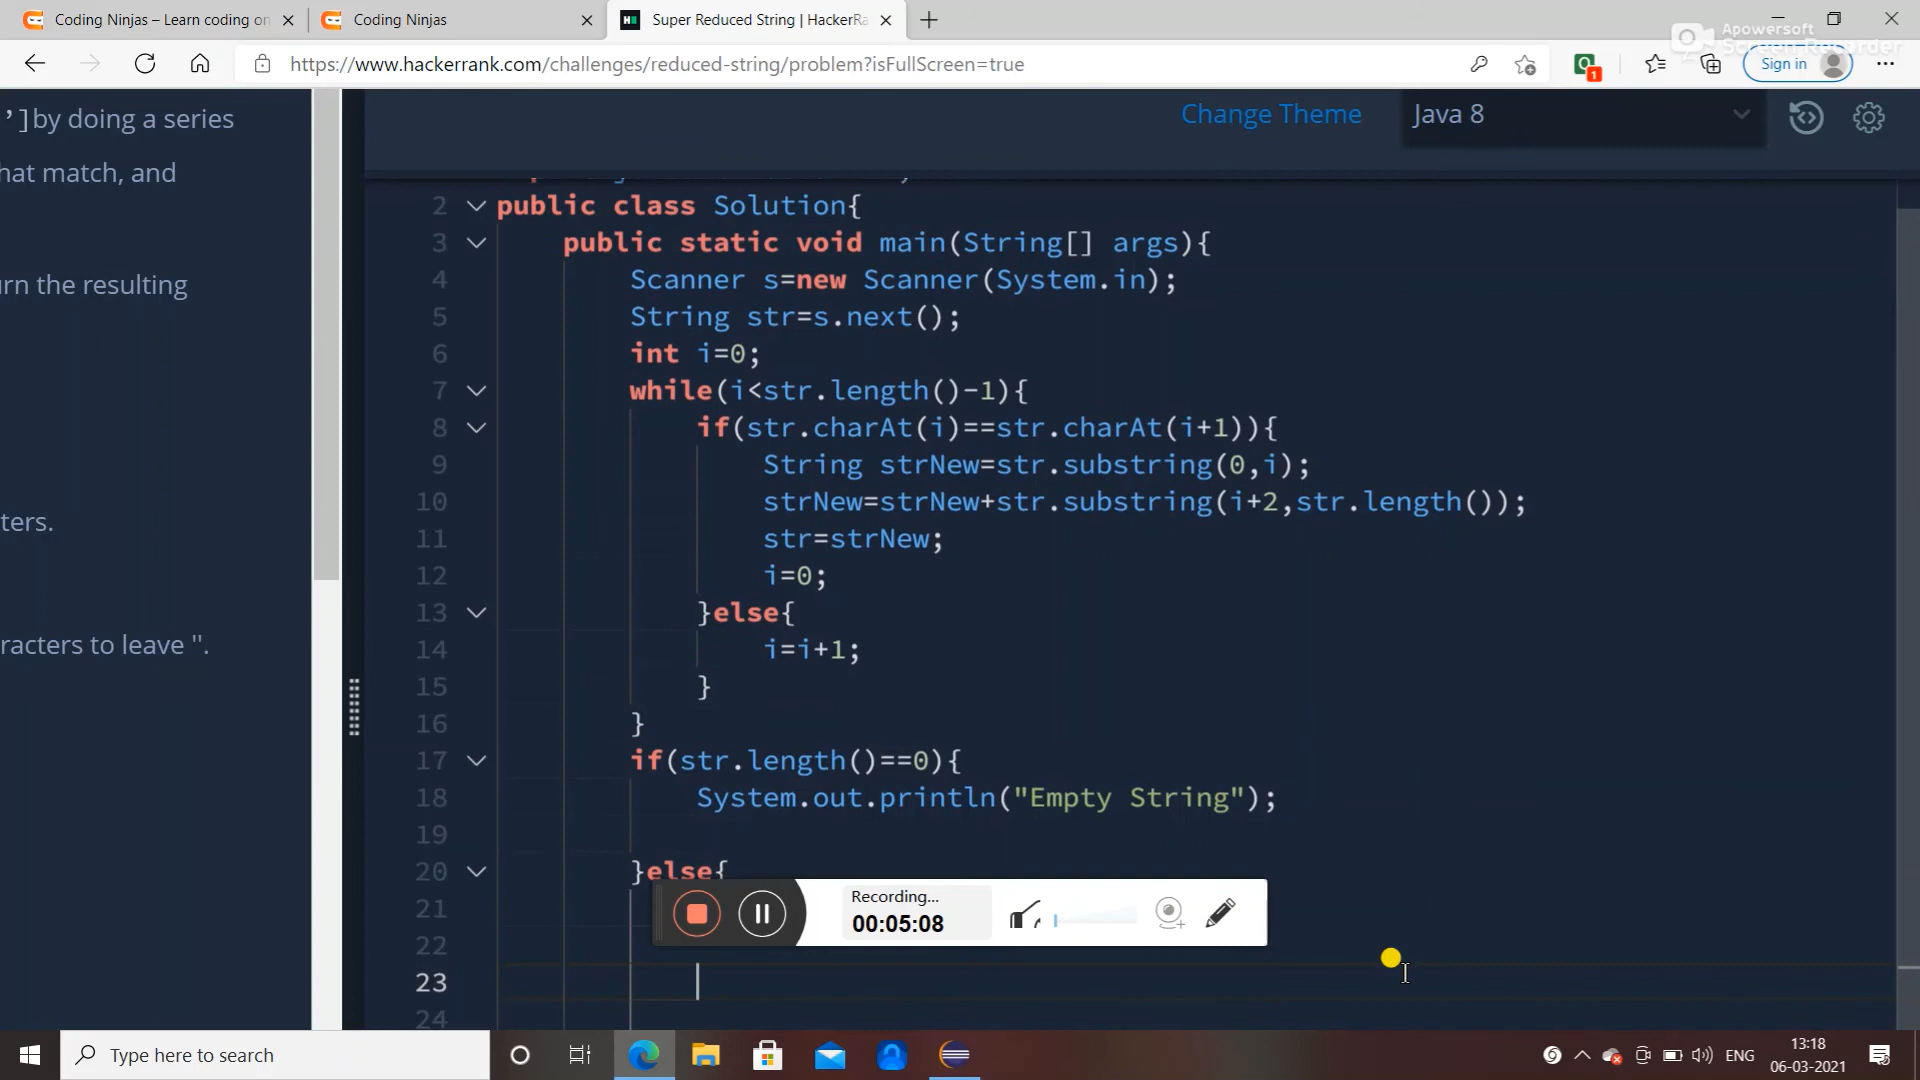 Coding Ninjas – Learn coding on
Coding Ninjas
Super Reduced String | HackerRa
Apowersoft
Screen Recorder
https://www.hackerrank.com/challenges/reduced-string/problem?isFullScreen=true
1
Sign in
']by doing a series
hat match, and
urn the resulting
ters.
racters to leave ''.
Change Theme
Java 8
2 public class Solution{
3 public static void main(String[] args){
4 Scanner s=new Scanner(System.in);
5 String str=s.next();
6 int i=0;
7 while(i<str.length()-1){
8 if(str.charAt(i)==str.charAt(i+1)){
9 String strNew=str.substring(0,i);
10 strNew=strNew+str.substring(i+2,str.length());
11 str=strNew;
12 i=0;
13 }else{
14 i=i+1;
15 }
16 }
17 if(str.length()==0){
18 System.out.println("Empty String");
19
20 }else{
21
22
23
24
Recording...
00:05:08
Type here to search
ENG
13:18
06-03-2021